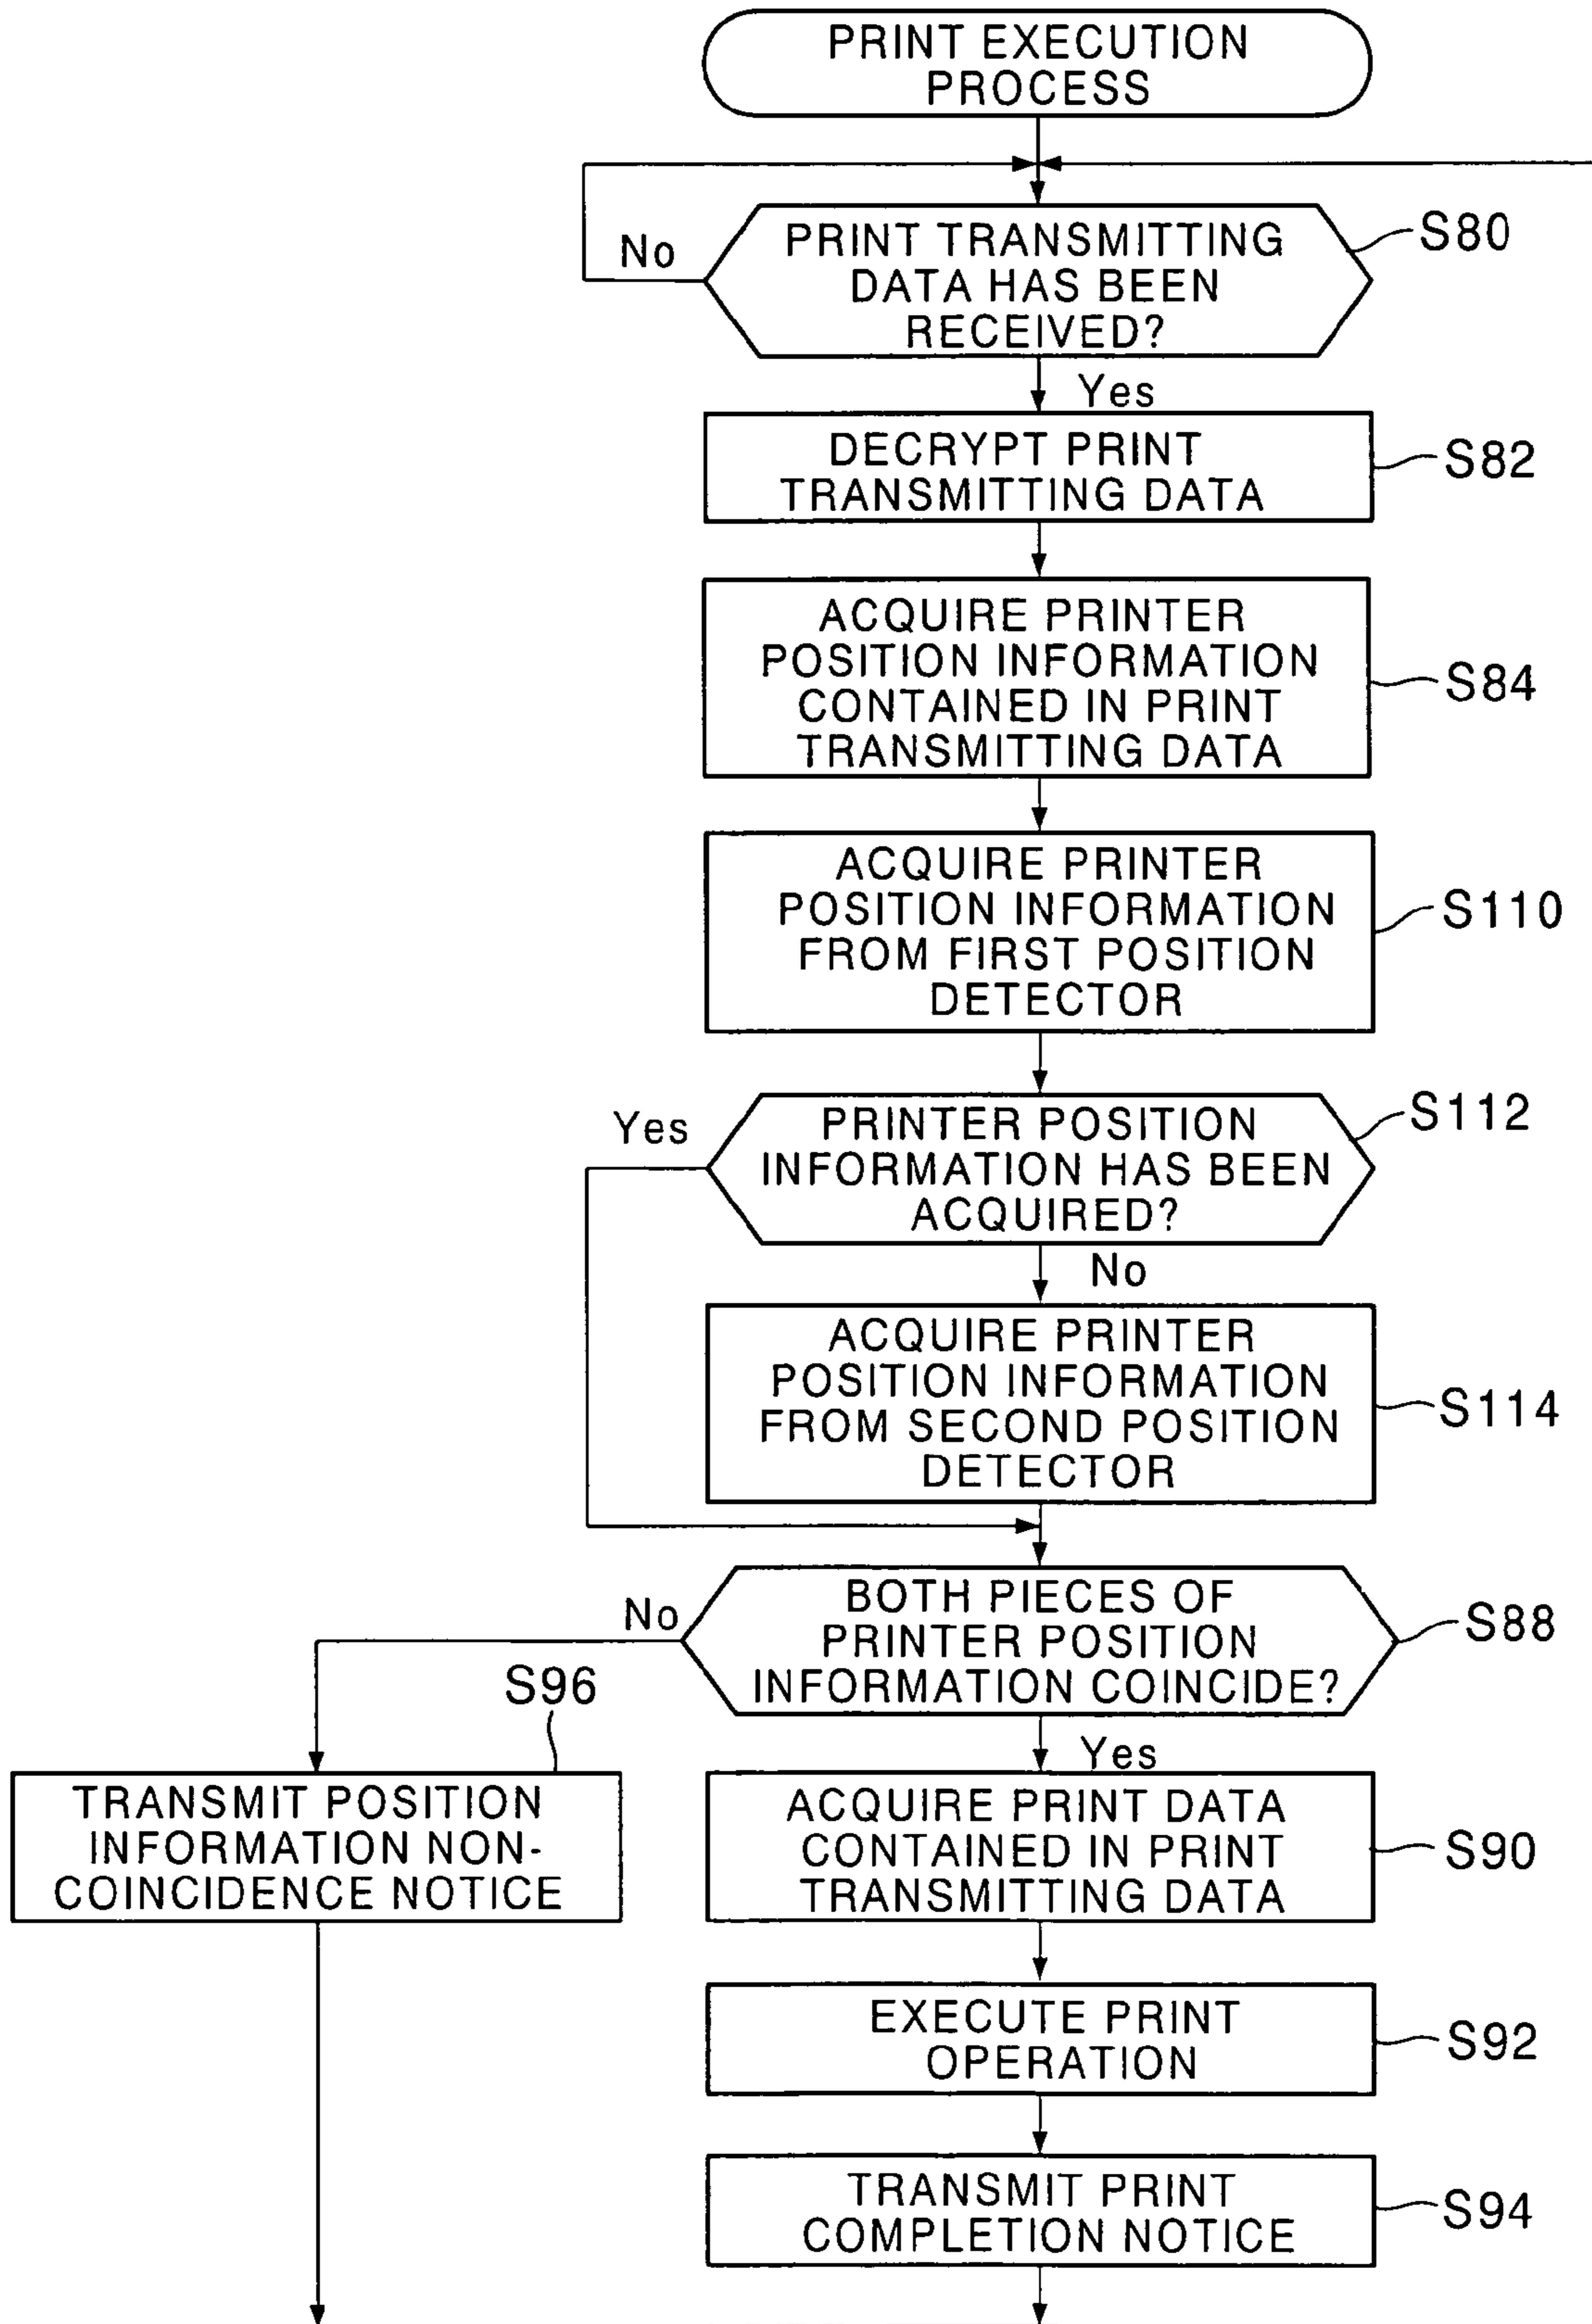 PRINT EXECUTION
PROCESS
No
PRINT TRANSMITTING
DATA HAS BEEN
RECEIVED?
S80
Yes
DECRYPT PRINT
TRANSMITTING DATA
S82
ACQUIRE PRINTER
POSITION INFORMATION
CONTAINED IN PRINT
TRANSMITTING DATA
S84
ACQUIRE PRINTER
POSITION INFORMATION
FROM FIRST POSITION
DETECTOR
S110
Yes
PRINTER POSITION
INFORMATION HAS BEEN
ACQUIRED?
S112
No
ACQUIRE PRINTER
POSITION INFORMATION
FROM SECOND POSITION
DETECTOR
S114
No
BOTH PIECES OF
PRINTER POSITION
INFORMATION COINCIDE?
S88
S96
Yes
TRANSMIT POSITION
INFORMATION NON-
COINCIDENCE NOTICE
ACQUIRE PRINT DATA
CONTAINED IN PRINT
TRANSMITTING DATA
S90
EXECUTE PRINT
OPERATION
S92
TRANSMIT PRINT
COMPLETION NOTICE
S94